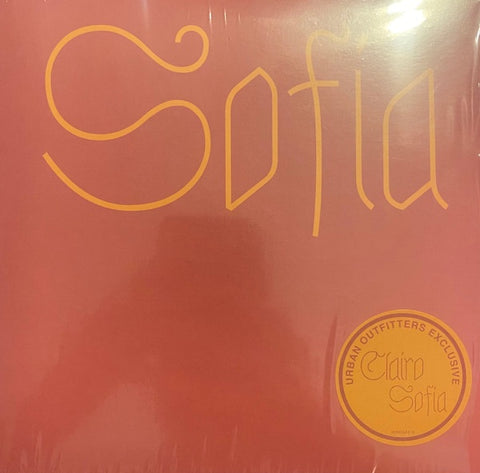 Sofia
URBAN OUTFITTERS EXCLUSIVE
Clairo
Sofia